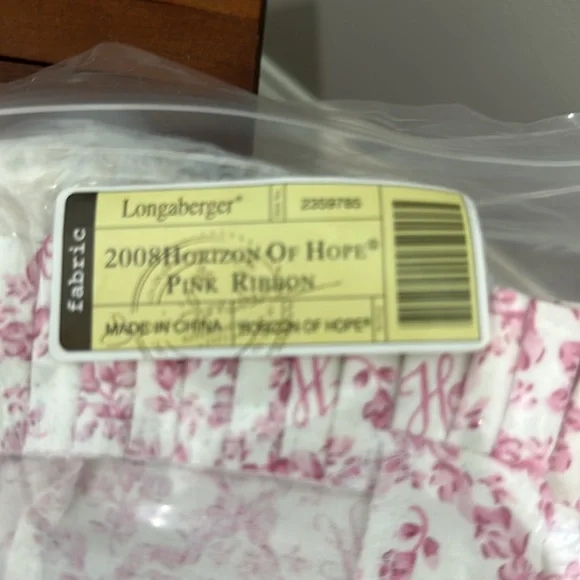 fabric
Longaberger®
2359785
2008 HORIZON OF HOPE®
PINK RIBBON
MADE IN CHINA
HORIZON OF HOPE®
H H